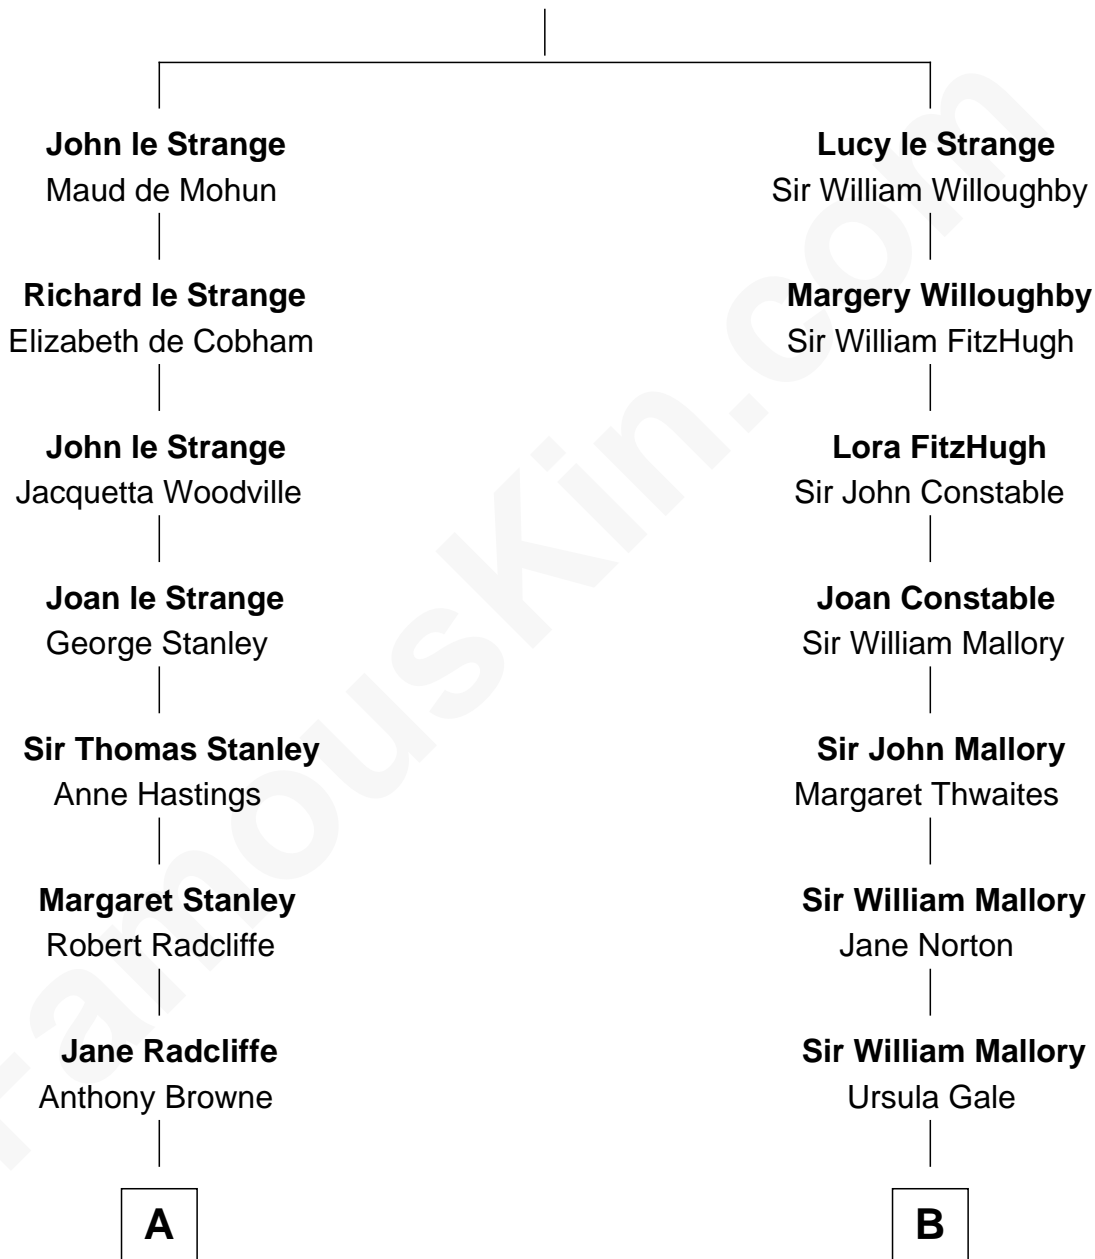 John le Strange
Maud de Mohun
Richard le Strange
Elizabeth de Cobham
John le Strange
Jacquetta Woodville
Joan le Strange
George Stanley
Sir Thomas Stanley
Anne Hastings
Margaret Stanley
Robert Radcliffe
Jane Radcliffe
Anthony Browne
A
Lucy le Strange
Sir William Willoughby
Margery Willoughby
Sir William FitzHugh
Lora FitzHugh
Sir John Constable
Joan Constable
Sir William Mallory
Sir John Mallory
Margaret Thwaites
Sir William Mallory
Jane Norton
Sir William Mallory
Ursula Gale
B
FamousKin.com